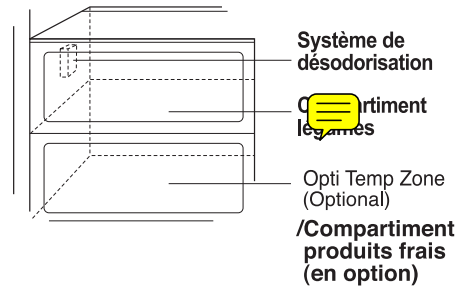 Système de
désodorisation
Opti Temp Zone
(Optional)
/Compartiment
produits frais
(en option)